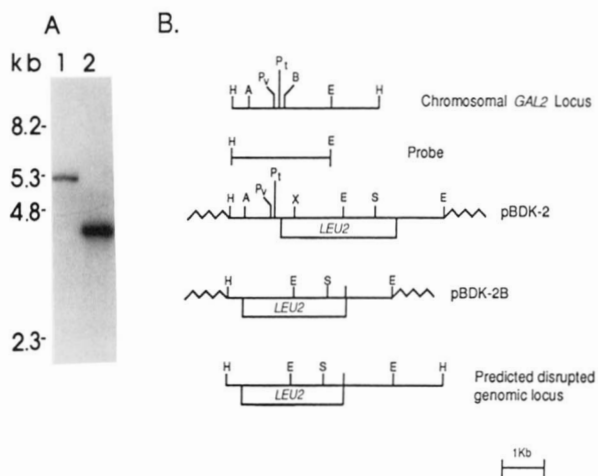 A
B.
kb 1 2
8.2-
5.3-
4.8-
2.3-
Pt
Pv B
H A E H
Chromosomal GAL2 Locus
H E
Probe
Pt
Pv
H A X E S E
LEU2
pBDK-2
H E S E
LEU2
pBDK-2B
H E S E H
LEU2
Predicted disrupted
genomic locus
1Kb